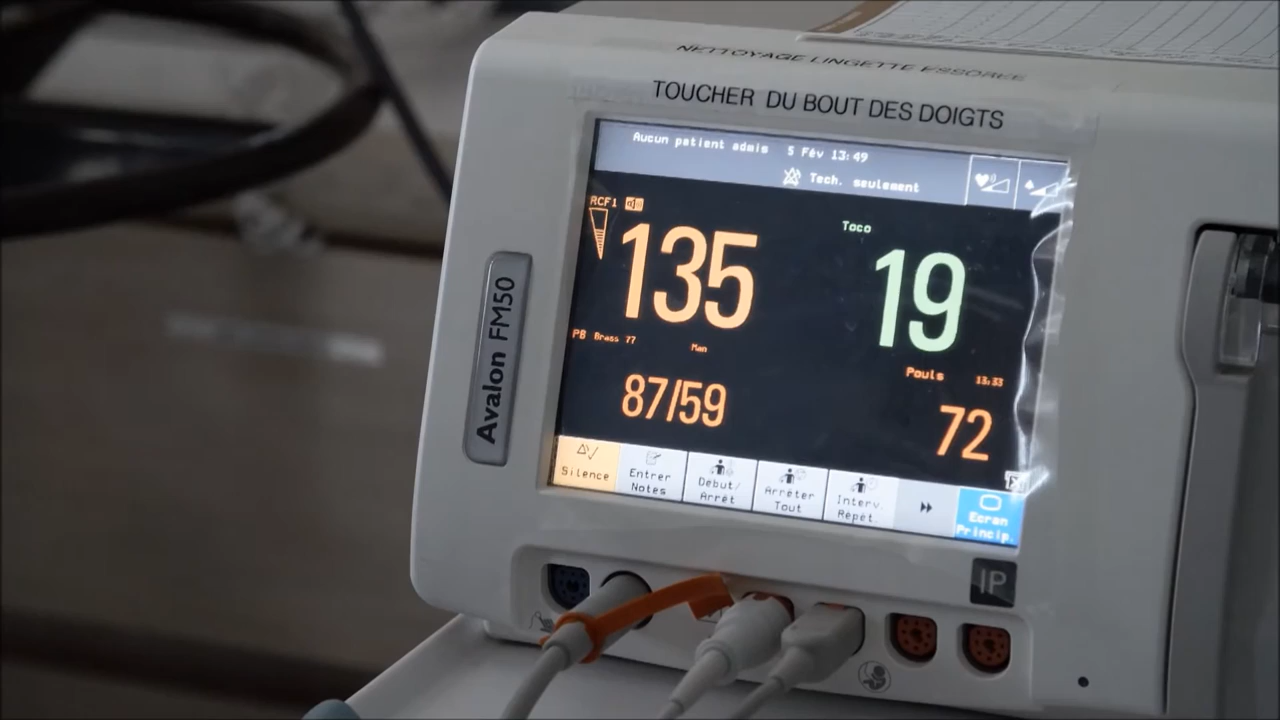 NETTOYAGE LINGETTE ESSORÉE
TOUCHER DU BOUT DES DOIGTS
Aucun patient admis 5 Fév 13:49
Tech. seulement
RCF1
135
Toco
19
PB Brass 77
Man
87/59
Pouls 13:33
72
Silence
Entrer
Notes
Début/
Arrêt
Arrêter
Tout
Interv.
Répét.
Ecran
Princip.
Avalon FM50
IP